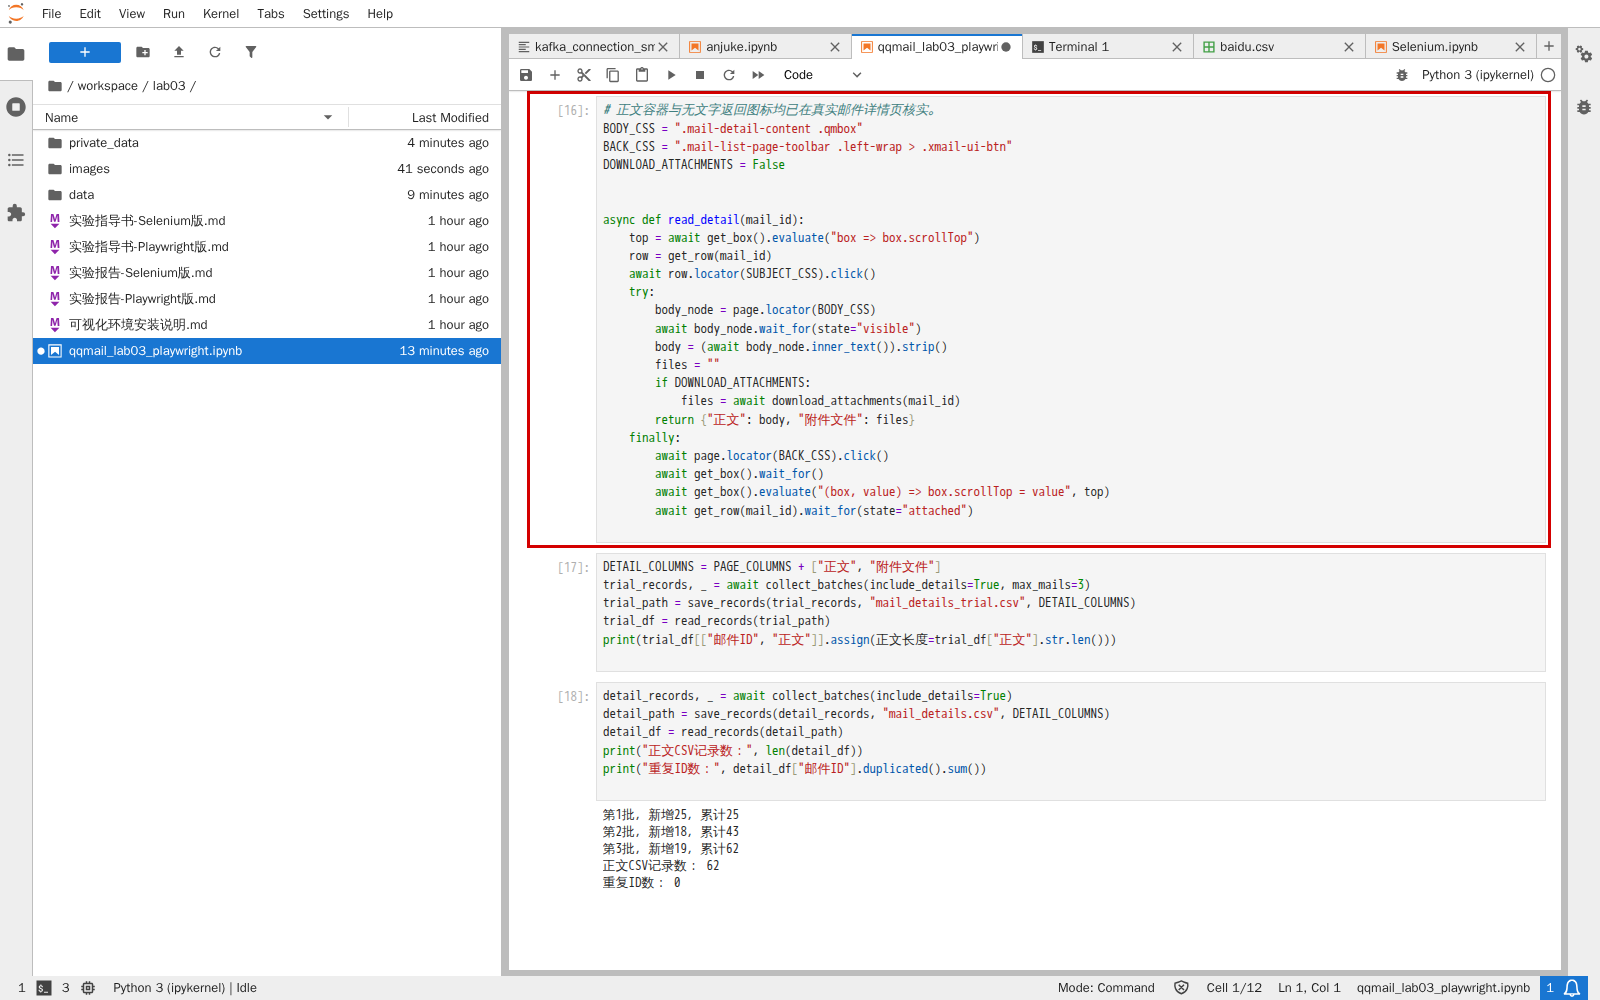 File Edit View Run Kernel Tabs Settings Help
/ workspace / lab03 /
Name Last Modified
private_data 4 minutes ago
images 41 seconds ago
data 9 minutes ago
实验指导书-Selenium版.md 1 hour ago
实验指导书-Playwright版.md 1 hour ago
实验报告-Selenium版.md 1 hour ago
实验报告-Playwright版.md 1 hour ago
可视化环境安装说明.md 1 hour ago
qqmail_lab03_playwright.ipynb 13 minutes ago
kafka_connection_sm anjuke.ipynb qqmail_lab03_playwri Terminal 1 baidu.csv Selenium.ipynb
Code Python 3 (ipykernel)
[16]:
# 正文容器与无文字返回图标均已在真实邮件详情页核实。
BODY_CSS = ".mail-detail-content .qmbox"
BACK_CSS = ".mail-list-page-toolbar .left-wrap > .xmail-ui-btn"
DOWNLOAD_ATTACHMENTS = False
async def read_detail(mail_id):
    top = await get_box().evaluate("box => box.scrollTop")
    row = get_row(mail_id)
    await row.locator(SUBJECT_CSS).click()
    try:
        body_node = page.locator(BODY_CSS)
        await body_node.wait_for(state="visible")
        body = (await body_node.inner_text()).strip()
        files = ""
        if DOWNLOAD_ATTACHMENTS:
            files = await download_attachments(mail_id)
        return {"正文": body, "附件文件": files}
    finally:
        await page.locator(BACK_CSS).click()
        await get_box().wait_for()
        await get_box().evaluate("(box, value) => box.scrollTop = value", top)
        await get_row(mail_id).wait_for(state="attached")
[17]:
DETAIL_COLUMNS = PAGE_COLUMNS + ["正文", "附件文件"]
trial_records, _ = await collect_batches(include_details=True, max_mails=3)
trial_path = save_records(trial_records, "mail_details_trial.csv", DETAIL_COLUMNS)
trial_df = read_records(trial_path)
print(trial_df[["邮件ID", "正文"]].assign(正文长度=trial_df["正文"].str.len()))
[18]:
detail_records, _ = await collect_batches(include_details=True)
detail_path = save_records(detail_records, "mail_details.csv", DETAIL_COLUMNS)
detail_df = read_records(detail_path)
print("正文CSV记录数：", len(detail_df))
print("重复ID数：", detail_df["邮件ID"].duplicated().sum())
第1批, 新增25, 累计25
第2批, 新增18, 累计43
第3批, 新增19, 累计62
正文CSV记录数： 62
重复ID数： 0
1 3 Python 3 (ipykernel) | Idle Mode: Command Cell 1/12 Ln 1, Col 1 qqmail_lab03_playwright.ipynb 1